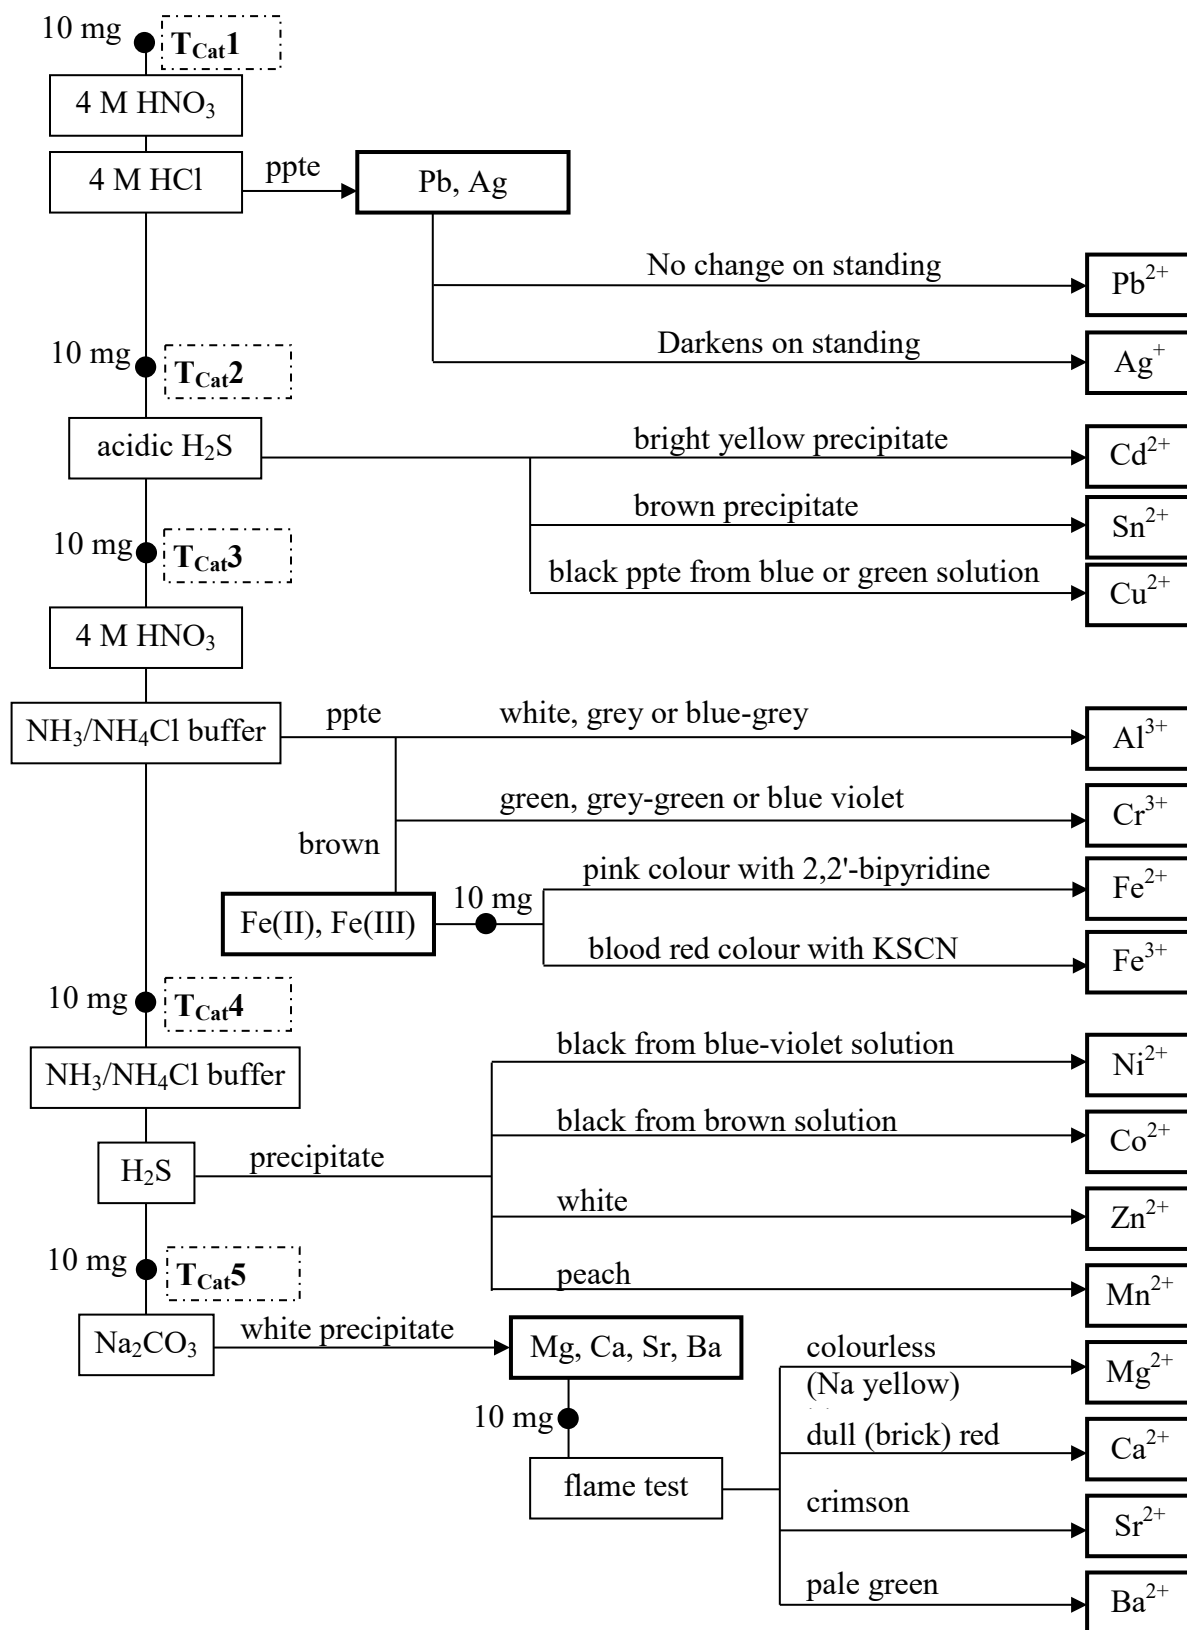 10 mg
T_Cat1
4 M HNO₃
4 M HCl
ppte
Pb, Ag
No change on standing
Pb²⁺
Darkens on standing
Ag⁺
10 mg
T_Cat2
acidic H₂S
bright yellow precipitate
Cd²⁺
brown precipitate
Sn²⁺
black ppte from blue or green solution
Cu²⁺
10 mg
T_Cat3
4 M HNO₃
NH₃/NH₄Cl buffer
ppte
white, grey or blue-grey
Al³⁺
green, grey-green or blue violet
Cr³⁺
brown
Fe(II), Fe(III)
10 mg
pink colour with 2,2'-bipyridine
Fe²⁺
blood red colour with KSCN
Fe³⁺
10 mg
T_Cat4
NH₃/NH₄Cl buffer
H₂S
precipitate
black from blue-violet solution
Ni²⁺
black from brown solution
Co²⁺
white
Zn²⁺
peach
Mn²⁺
10 mg
T_Cat5
Na₂CO₃
white precipitate
Mg, Ca, Sr, Ba
10 mg
flame test
colourless
(Na yellow)
Mg²⁺
dull (brick) red
Ca²⁺
crimson
Sr²⁺
pale green
Ba²⁺